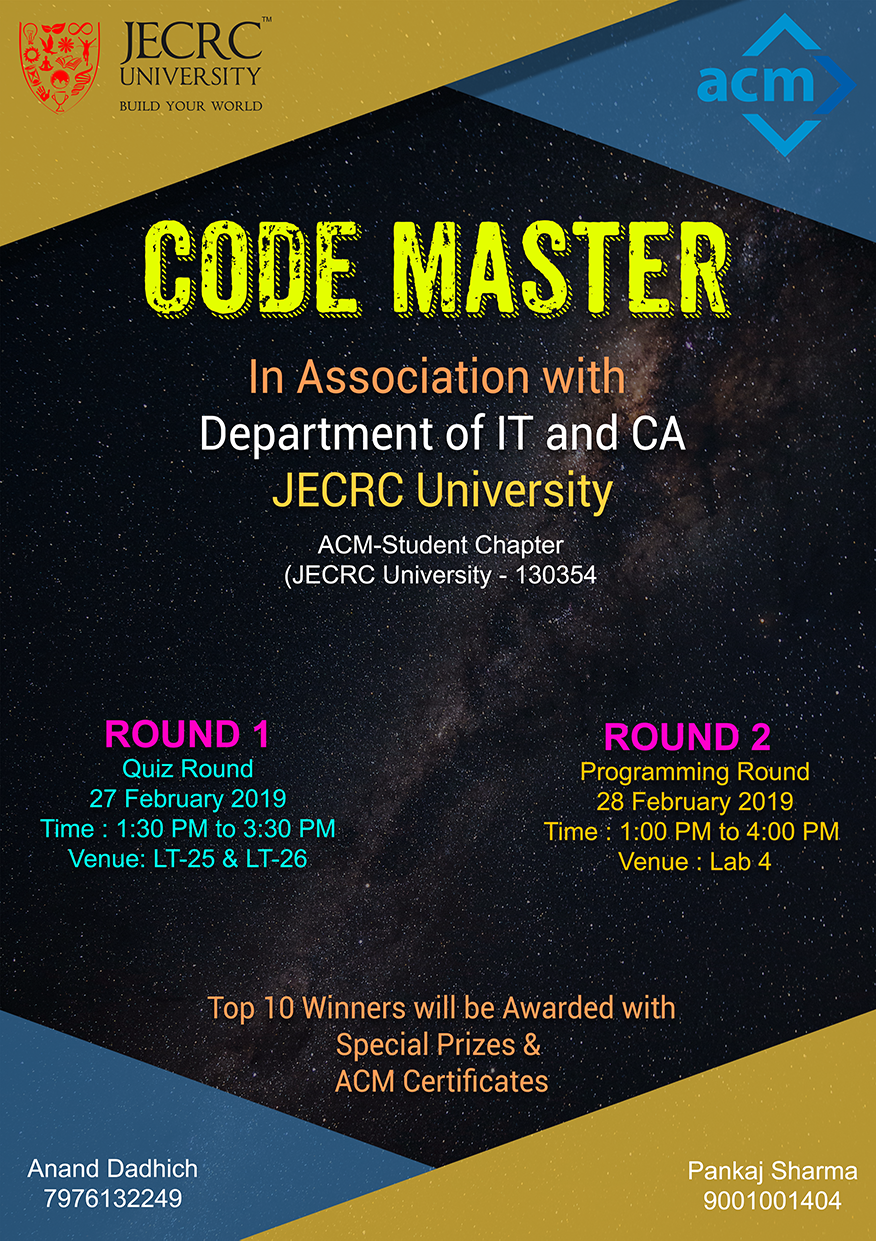 JECRC™
UNIVERSITY
BUILD YOUR WORLD
acm
CODE MASTER
In Association with
Department of IT and CA
JECRC University
ACM-Student Chapter
(JECRC University - 130354
ROUND 1
Quiz Round
27 February 2019
Time : 1:30 PM to 3:30 PM
Venue: LT-25 & LT-26
ROUND 2
Programming Round
28 February 2019
Time : 1:00 PM to 4:00 PM
Venue : Lab 4
Top 10 Winners will be Awarded with
Special Prizes &
ACM Certificates
Anand Dadhich
7976132249
Pankaj Sharma
9001001404